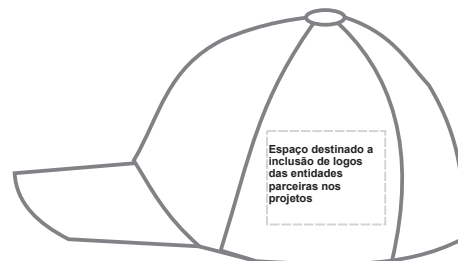 Espaço destinado a
inclusão de logos
das entidades
parceiras nos
projetos